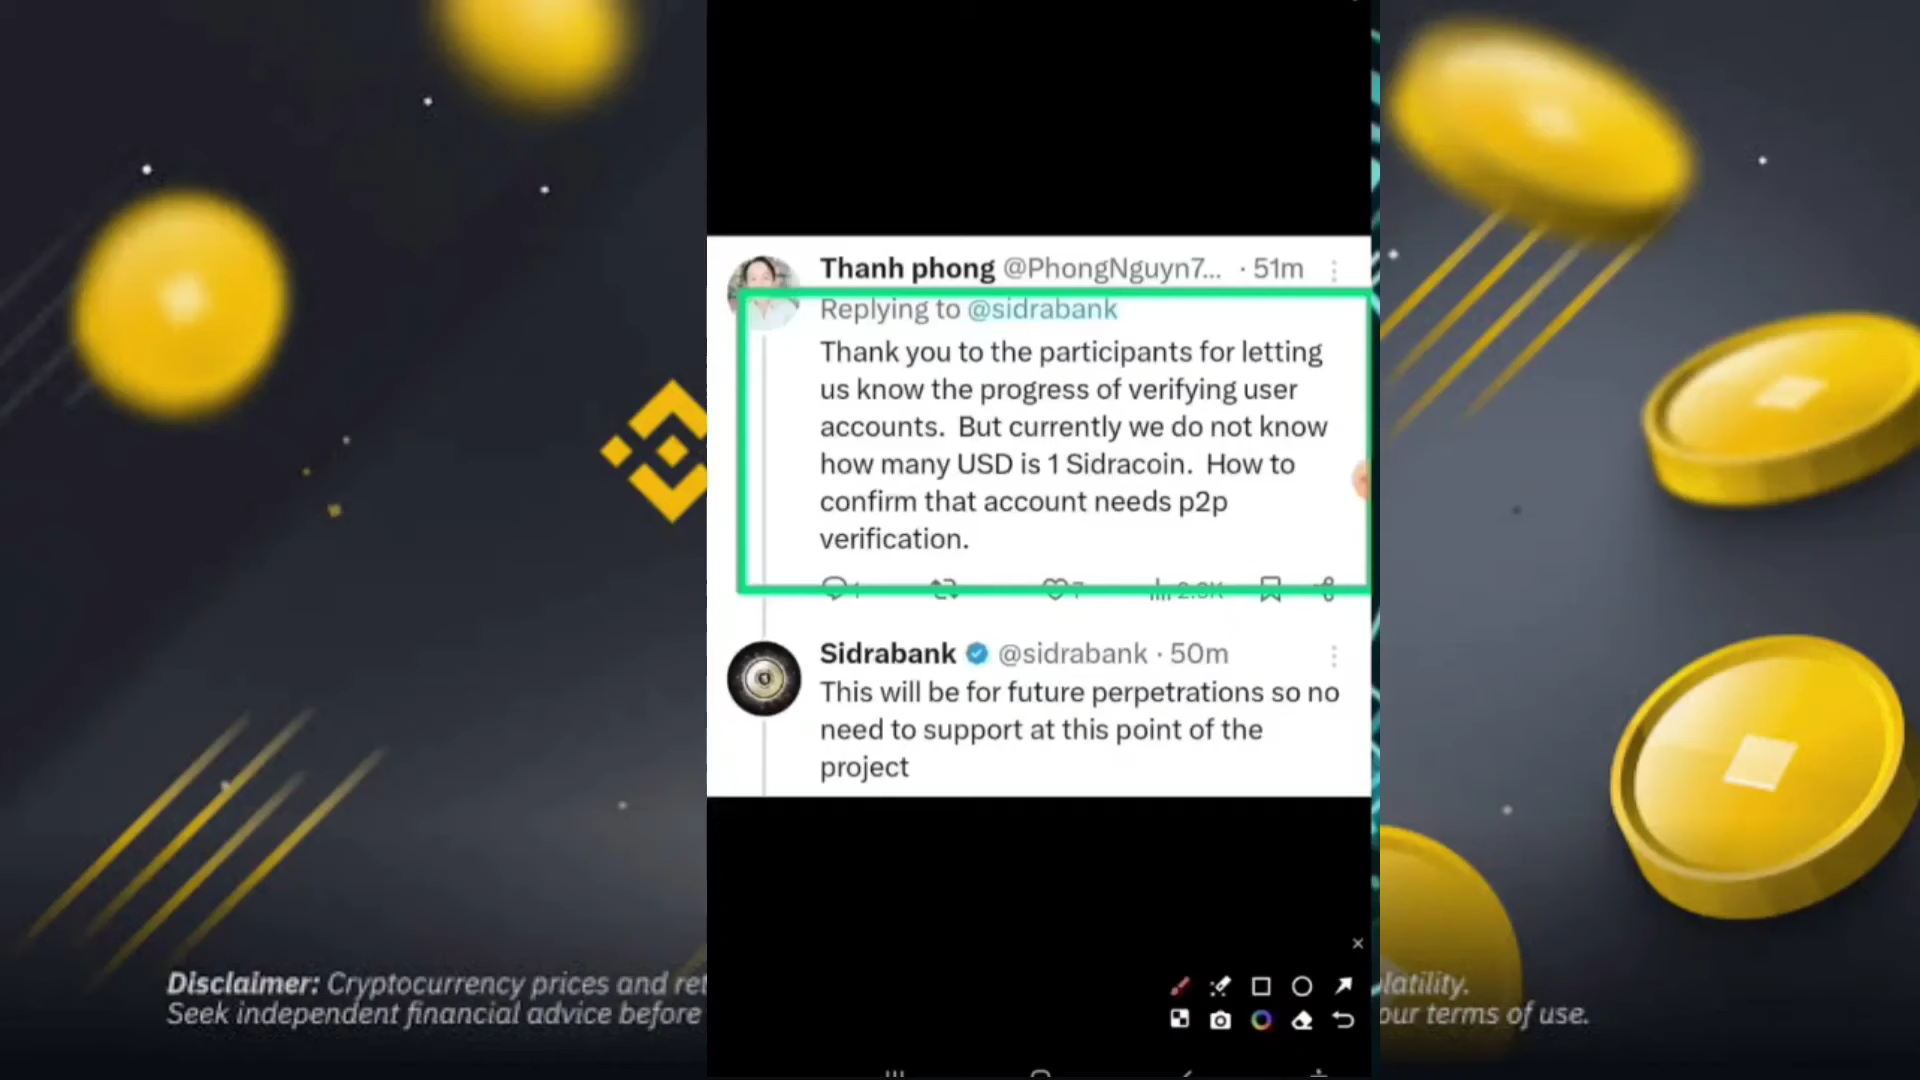 Thanh phong @PhongNguyn7... · 51m
Replying to @sidrabank
Thank you to the participants for letting
us know the progress of verifying user
accounts. But currently we do not know
how many USD is 1 Sidracoin. How to
confirm that account needs p2p
verification.
Sidrabank @sidrabank · 50m
This will be for future perpetrations so no
need to support at this point of the
project
Disclaimer: Cryptocurrency prices and
Seek independent financial advice before
our terms of use.